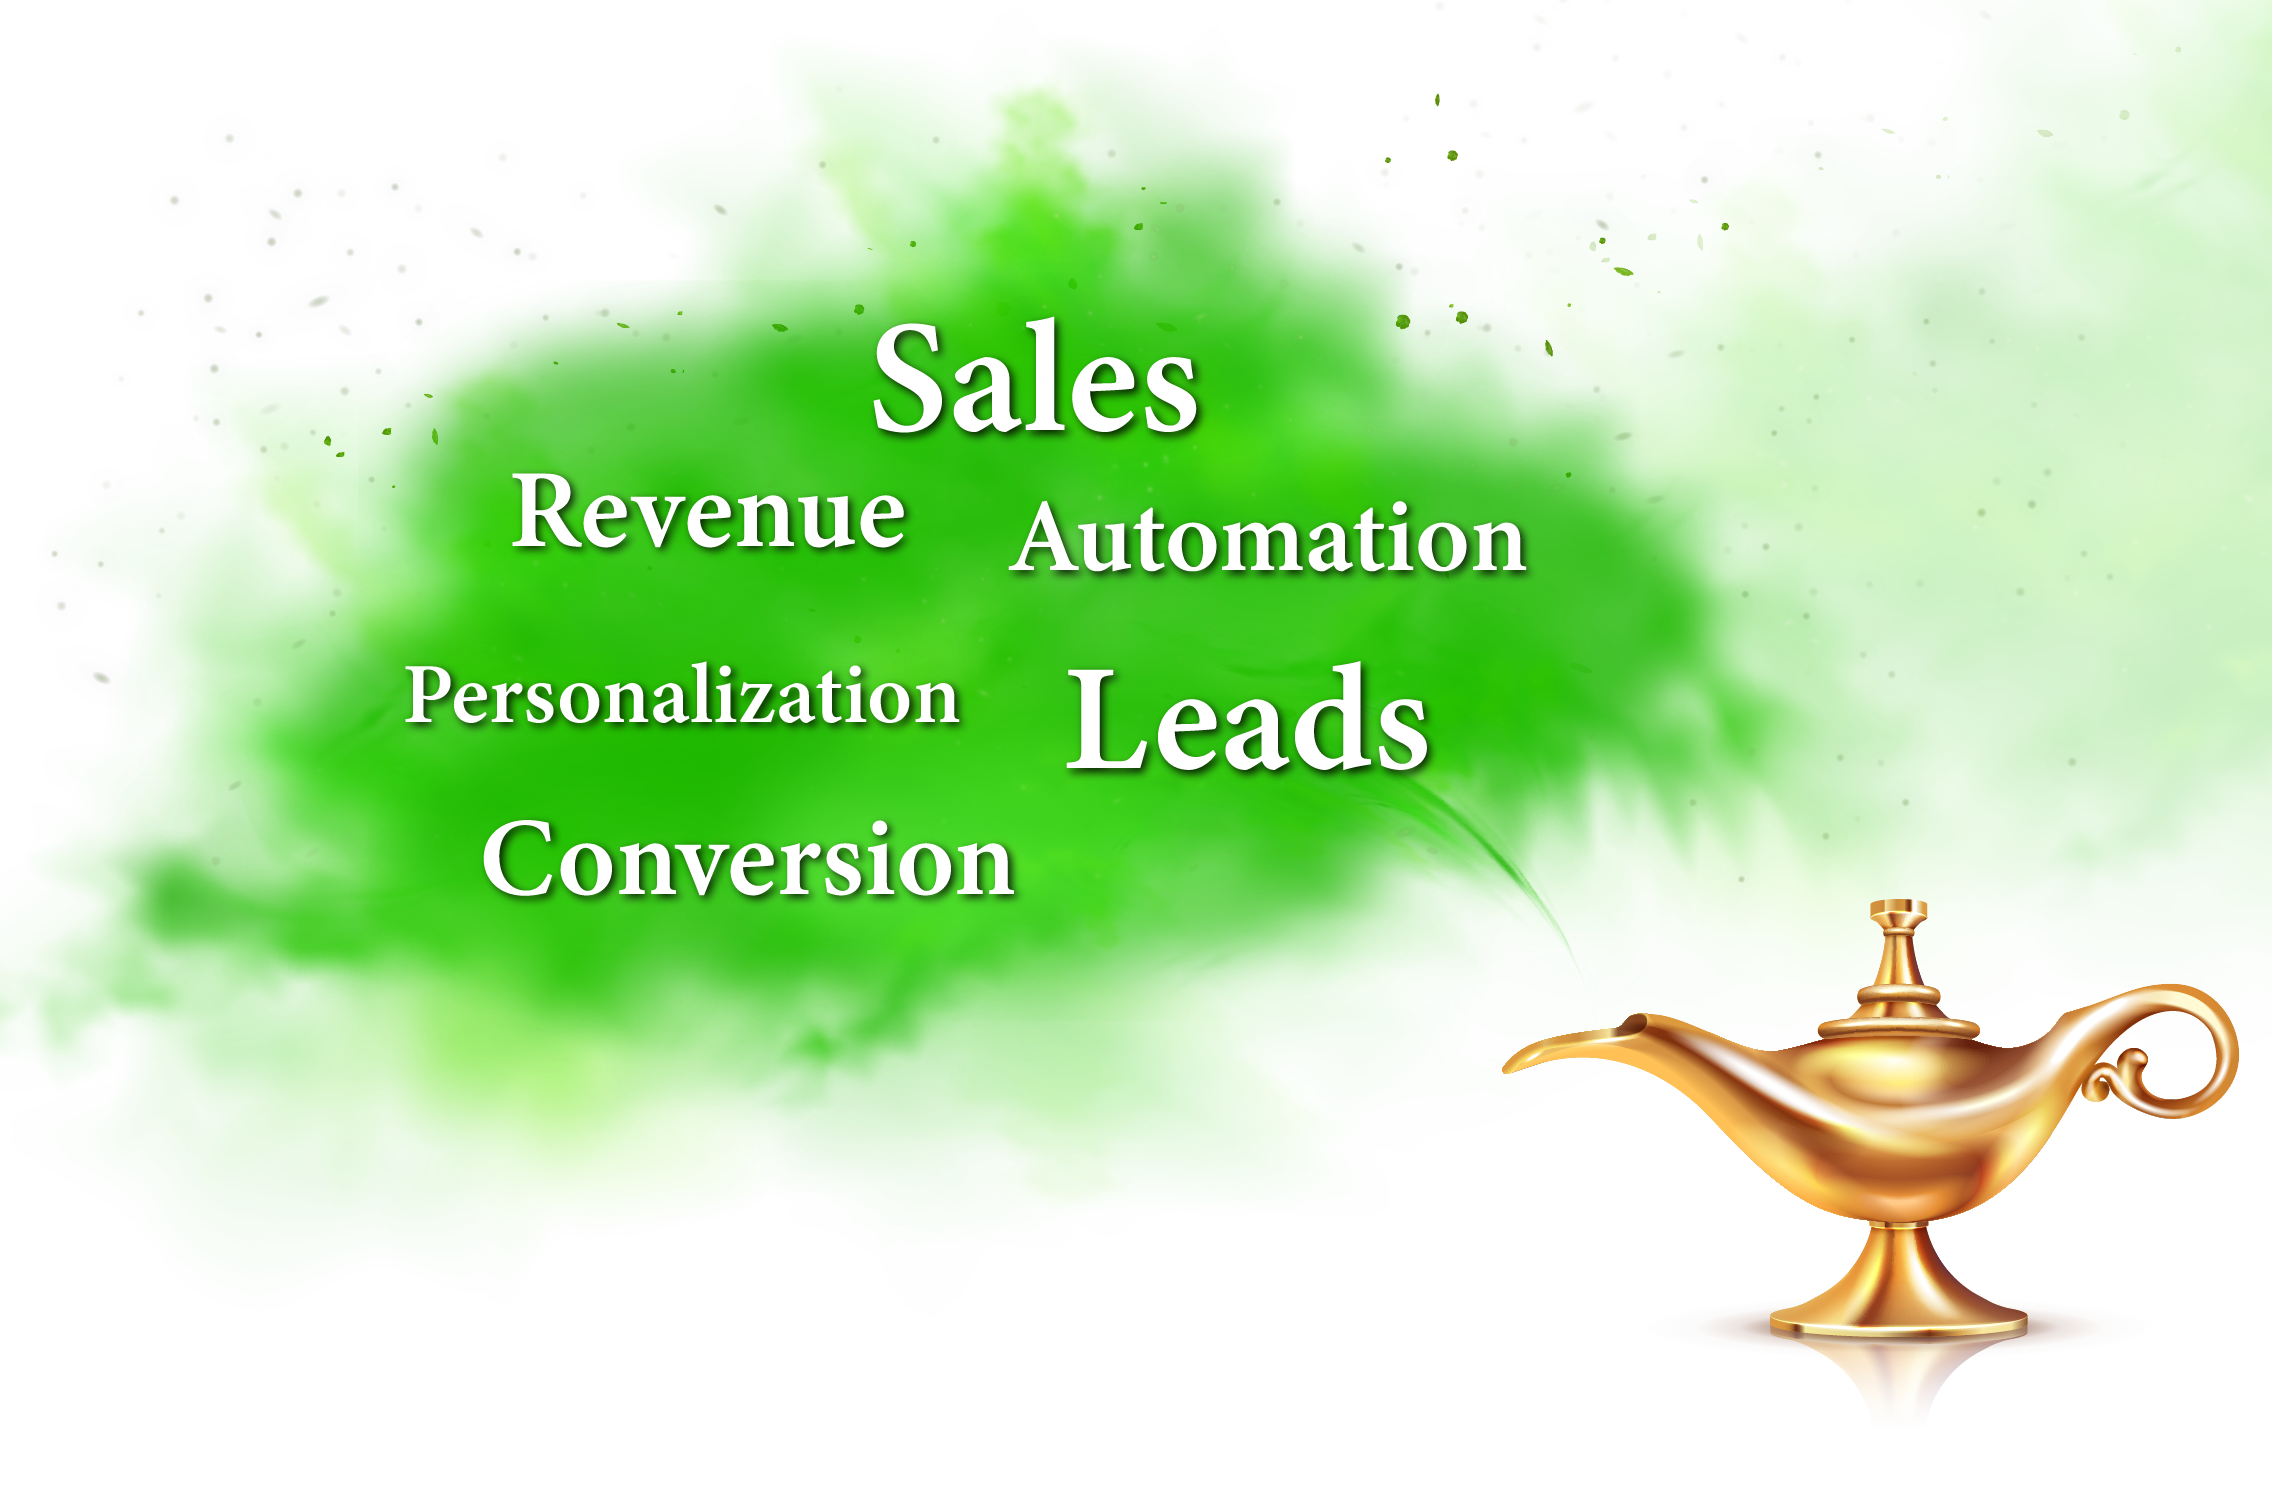 Sales
Revenue
Automation
Personalization
Leads
Conversion